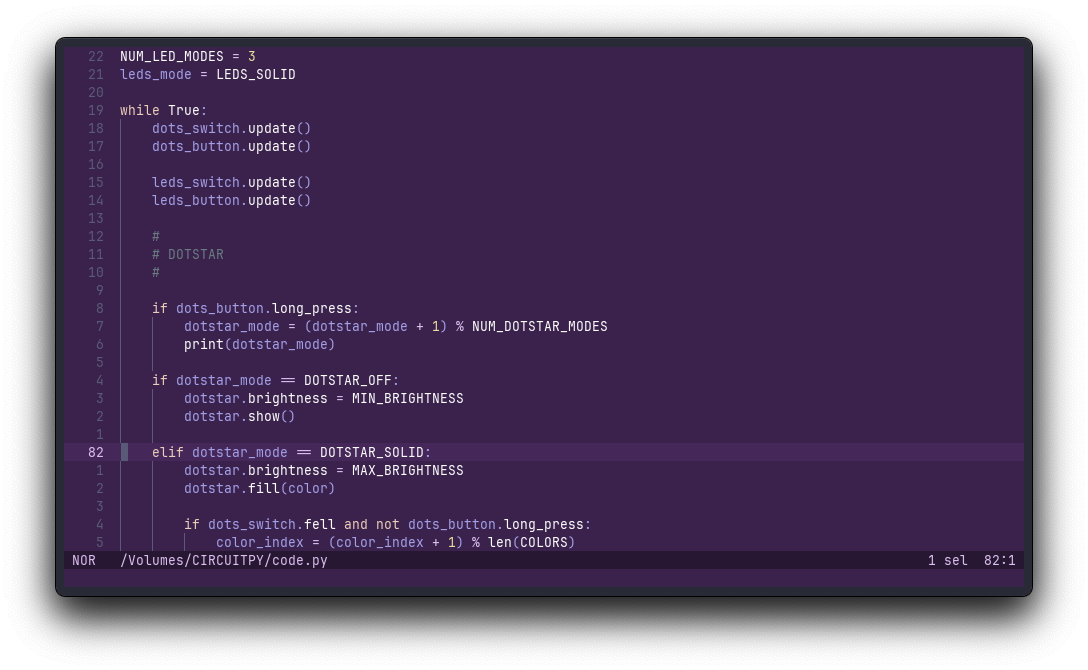 22 NUM_LED_MODES = 3
21 leds_mode = LEDS_SOLID
20
19 while True:
18     dots_switch.update()
17     dots_button.update()
16
15     leds_switch.update()
14     leds_button.update()
13
12     #
11     # DOTSTAR
10     #
9
8     if dots_button.long_press:
7         dotstar_mode = (dotstar_mode + 1) % NUM_DOTSTAR_MODES
6         print(dotstar_mode)
5
4     if dotstar_mode == DOTSTAR_OFF:
3         dotstar.brightness = MIN_BRIGHTNESS
2         dotstar.show()
1
82     elif dotstar_mode == DOTSTAR_SOLID:
1         dotstar.brightness = MAX_BRIGHTNESS
2         dotstar.fill(color)
3
4         if dots_switch.fell and not dots_button.long_press:
5             color_index = (color_index + 1) % len(COLORS)
NOR /Volumes/CIRCUITPY/code.py 1 sel 82:1